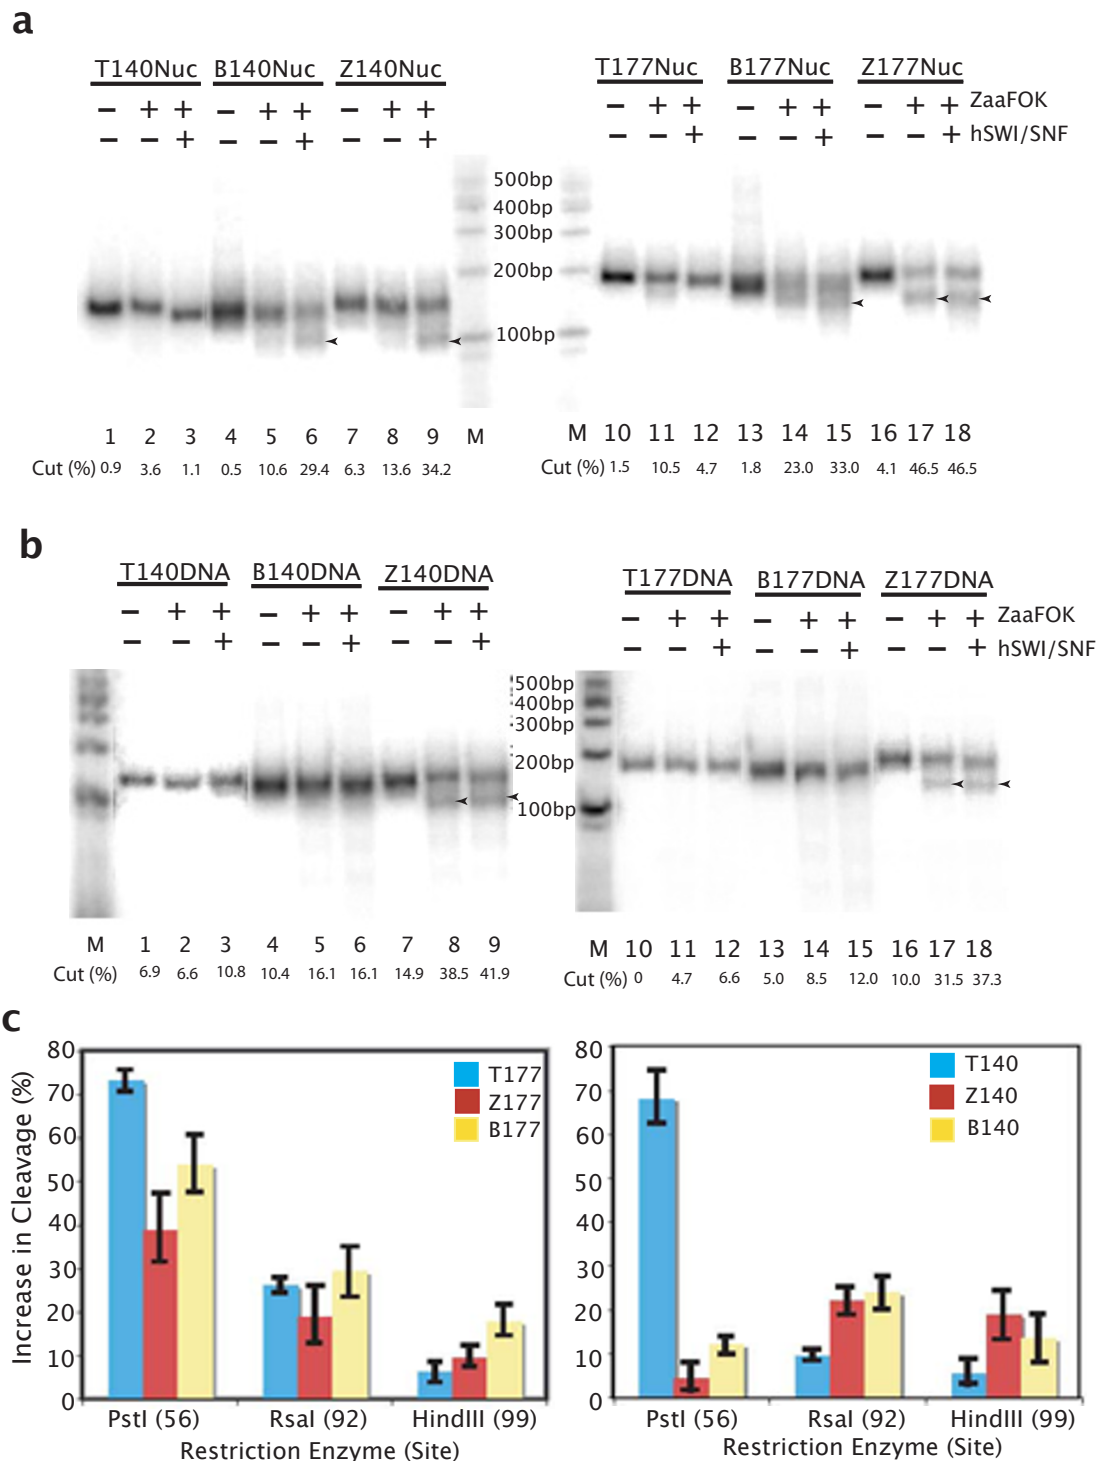 a
T140Nuc B140Nuc Z140Nuc
– + + – + + – + +
– – + – – + – – +
T177Nuc B177Nuc Z177Nuc
– + + – + + – + + ZaaFOK
– – + – – + – – + hSWI/SNF
500bp
400bp
300bp
200bp
100bp
1 2 3 4 5 6 7 8 9 M
Cut (%) 0.9 3.6 1.1 0.5 10.6 29.4 6.3 13.6 34.2
M 10 11 12 13 14 15 16 17 18
Cut (%) 1.5 10.5 4.7 1.8 23.0 33.0 4.1 46.5 46.5
b
T140DNA B140DNA Z140DNA
– + + – + + – + +
– – + – – + – – +
T177DNA B177DNA Z177DNA
– + + – + + – + + ZaaFOK
– – + – – + – – + hSWI/SNF
500bp
400bp
300bp
200bp
100bp
M 1 2 3 4 5 6 7 8 9
Cut (%) 6.9 6.6 10.8 10.4 16.1 16.1 14.9 38.5 41.9
M 10 11 12 13 14 15 16 17 18
Cut (%) 0 4.7 6.6 5.0 8.5 12.0 10.0 31.5 37.3
c
Increase in Cleavage (%)
80
70
60
50
40
30
20
10
0
T177
Z177
B177
PstI (56) RsaI (92) HindIII (99)
Restriction Enzyme (Site)
80
70
60
50
40
30
20
10
0
T140
Z140
B140
PstI (56) RsaI (92) HindIII (99)
Restriction Enzyme (Site)